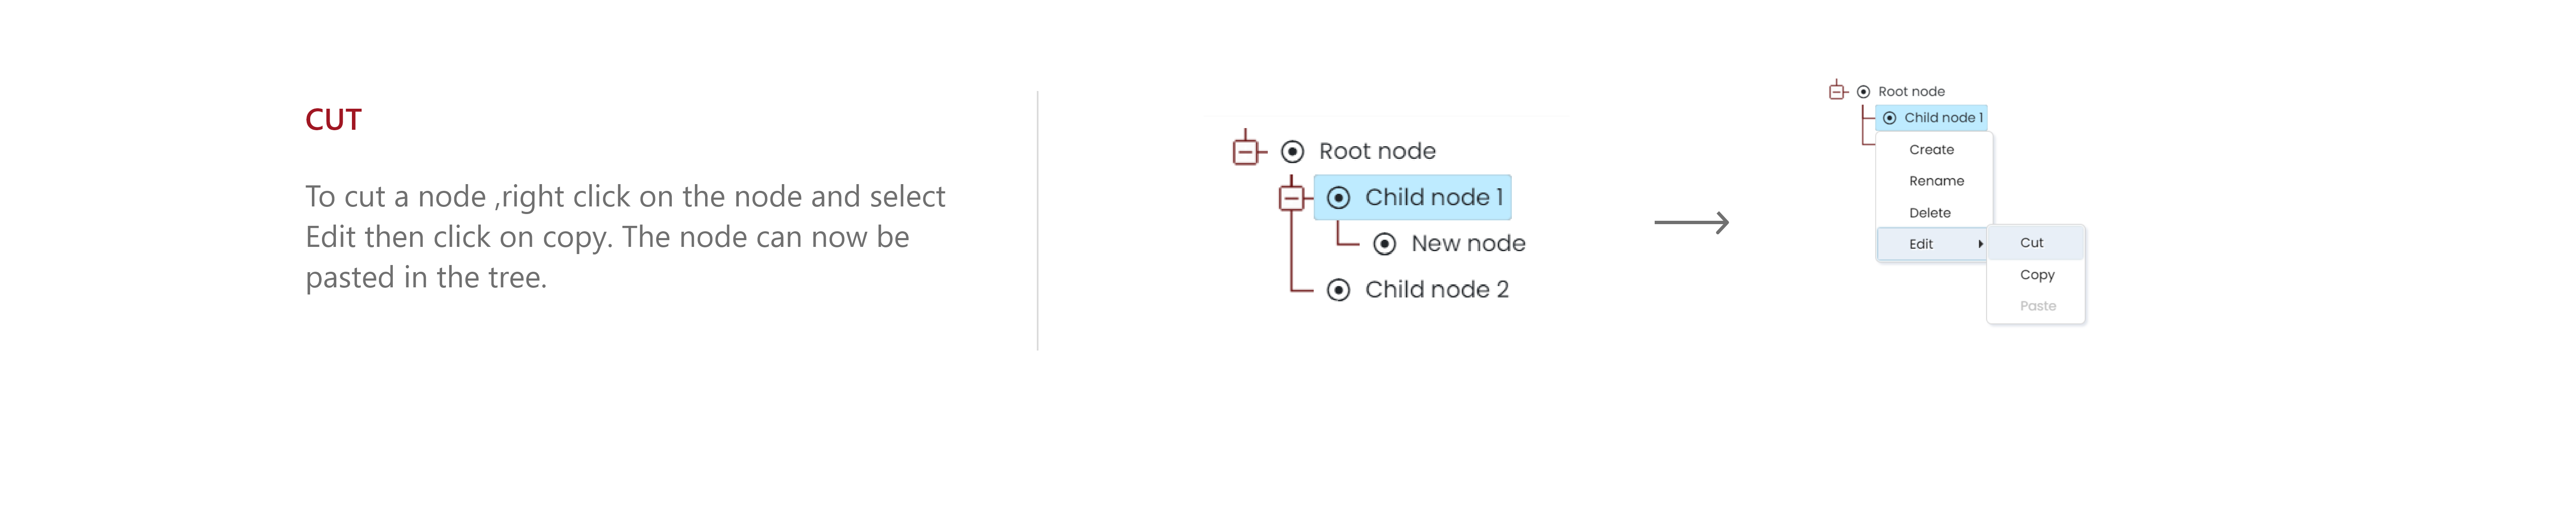 CUT
To cut a node ,right click on the node and select
Edit then click on copy. The node can now be
pasted in the tree.
Root node
Child node 1
New node
Child node 2
Root node
Child node 1
Create
Rename
Delete
Edit
Cut
Copy
Paste